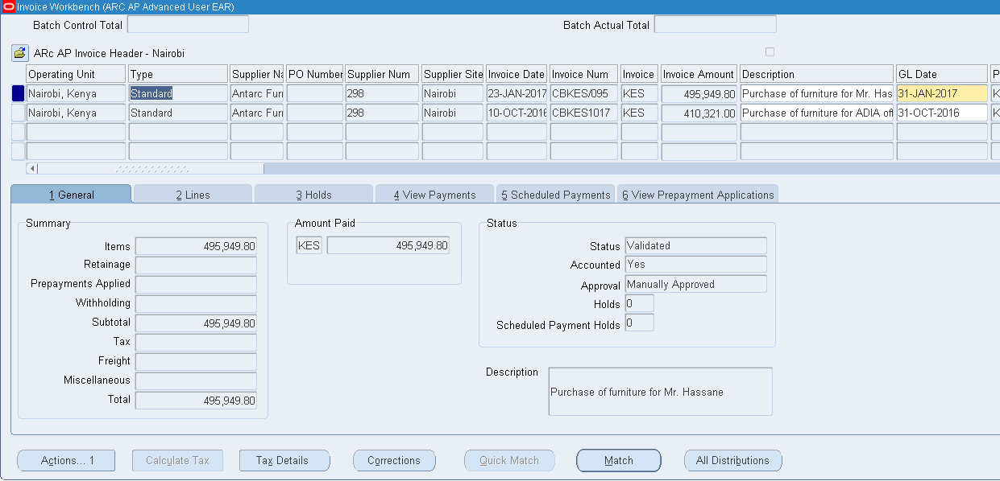 Invoice Workbench (ARC AP Advanced User EAR)
Batch Control Total Batch Actual Total
ARc AP Invoice Header - Nairobi
Operating Unit Type Supplier Na PO Number Supplier Num Supplier Site Invoice Date Invoice Num Invoice Invoice Amount Description GL Date P
Nairobi, Kenya Standard Antarc Furn 298 Nairobi 23-JAN-2017 CBKES/095 KES 495,949.80 Purchase of furniture for Mr. Has 31-JAN-2017 K
Nairobi, Kenya Standard Antarc Furn 298 Nairobi 10-OCT-2016 CBKES1017 KES 410,321.00 Purchase of furniture for ADIA off 31-OCT-2016 K
1 General 2 Lines 3 Holds 4 View Payments 5 Scheduled Payments 6 View Prepayment Applications
Summary Amount Paid Status
Items 495,949.80 KES 495,949.80 Status Validated
Retainage Accounted Yes
Prepayments Applied Approval Manually Approved
Withholding Holds 0
Subtotal 495,949.80 Scheduled Payment Holds 0
Tax
Freight
Miscellaneous Description
Total 495,949.80 Purchase of furniture for Mr. Hassane
Actions... 1 Calculate Tax Tax Details Corrections Quick Match Match All Distributions